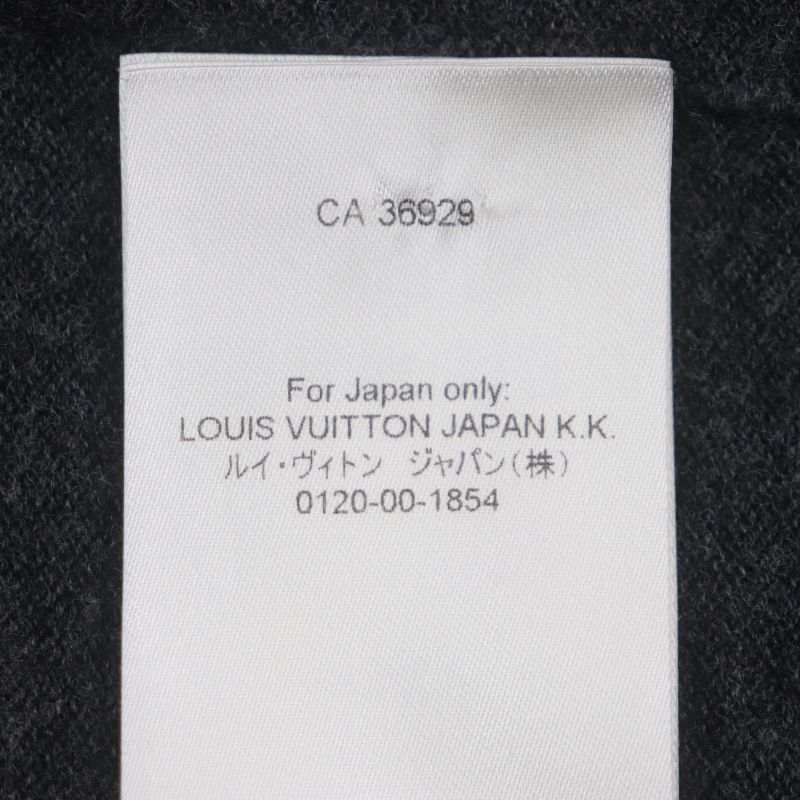 CA 36929
For Japan only:
LOUIS VUITTON JAPAN K.K.
ルイ・ヴィトン　ジャパン(株)
0120-00-1854